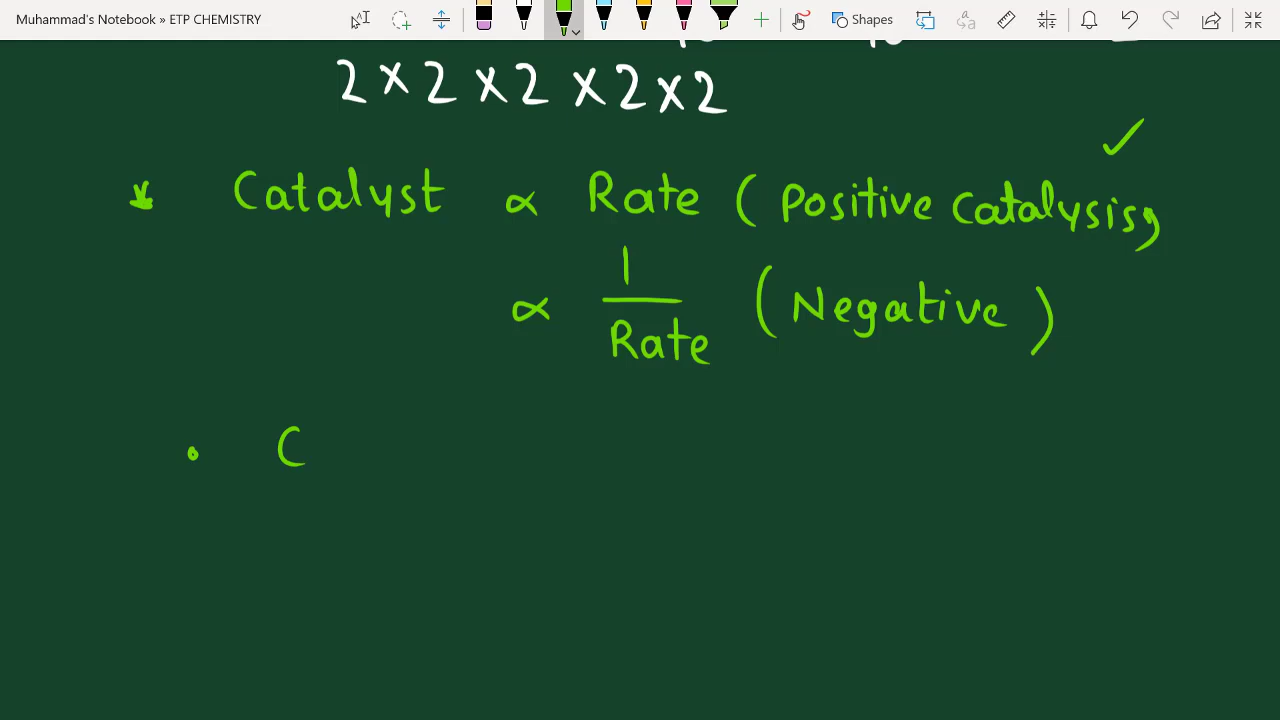 Muhammad's Notebook » ETP CHEMISTRY
Shapes
2 × 2 × 2 × 2 × 2
* Catalyst ∝ Rate (Positive Catalysis)
∝ 1/Rate (Negative)
• C